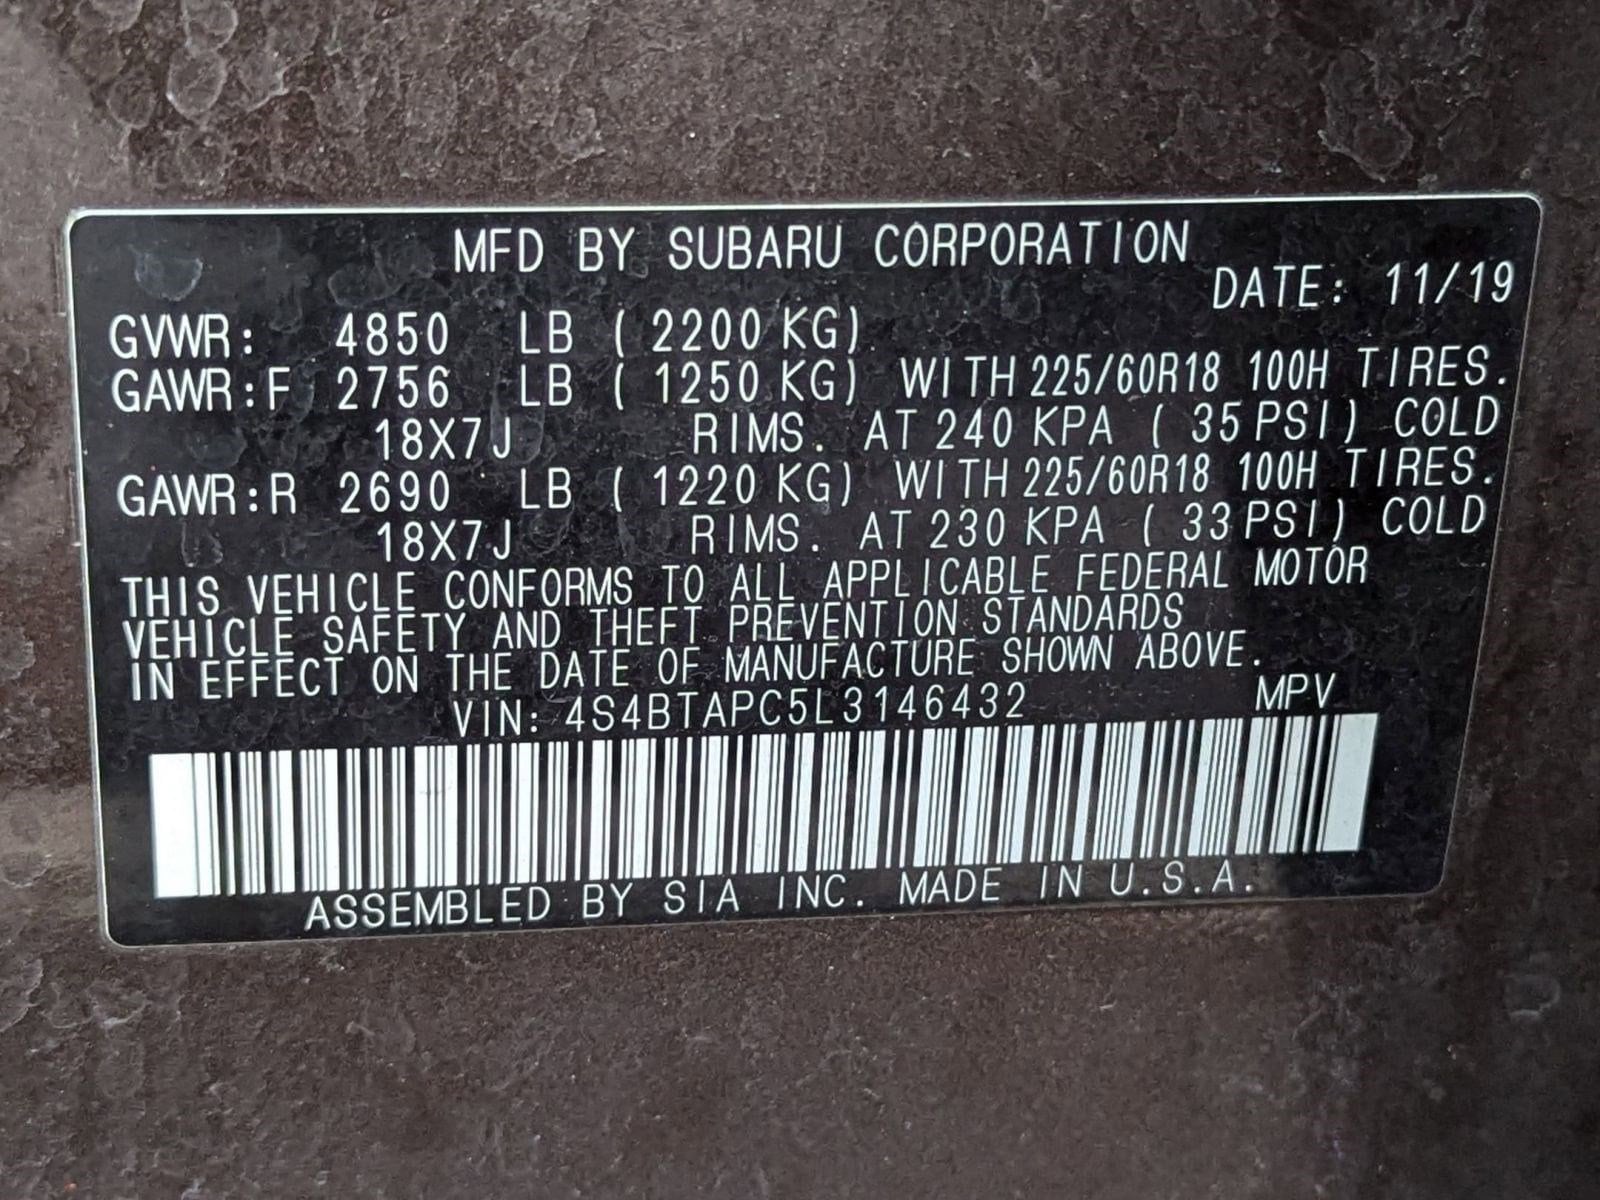 MFD BY SUBARU CORPORATION
DATE: 11/19
GVWR: 4850 LB ( 2200 KG)
GAWR:F 2756 LB ( 1250 KG) WITH 225/60R18 100H TIRES.
18X7J RIMS. AT 240 KPA ( 35 PSI) COLD
GAWR:R 2690 LB ( 1220 KG) WITH 225/60R18 100H TIRES.
18X7J RIMS. AT 230 KPA ( 33 PSI) COLD
THIS VEHICLE CONFORMS TO ALL APPLICABLE FEDERAL MOTOR
VEHICLE SAFETY AND THEFT PREVENTION STANDARDS
IN EFFECT ON THE DATE OF MANUFACTURE SHOWN ABOVE.
VIN: 4S4BTAPC5L3146432 MPV
ASSEMBLED BY SIA INC. MADE IN U.S.A.